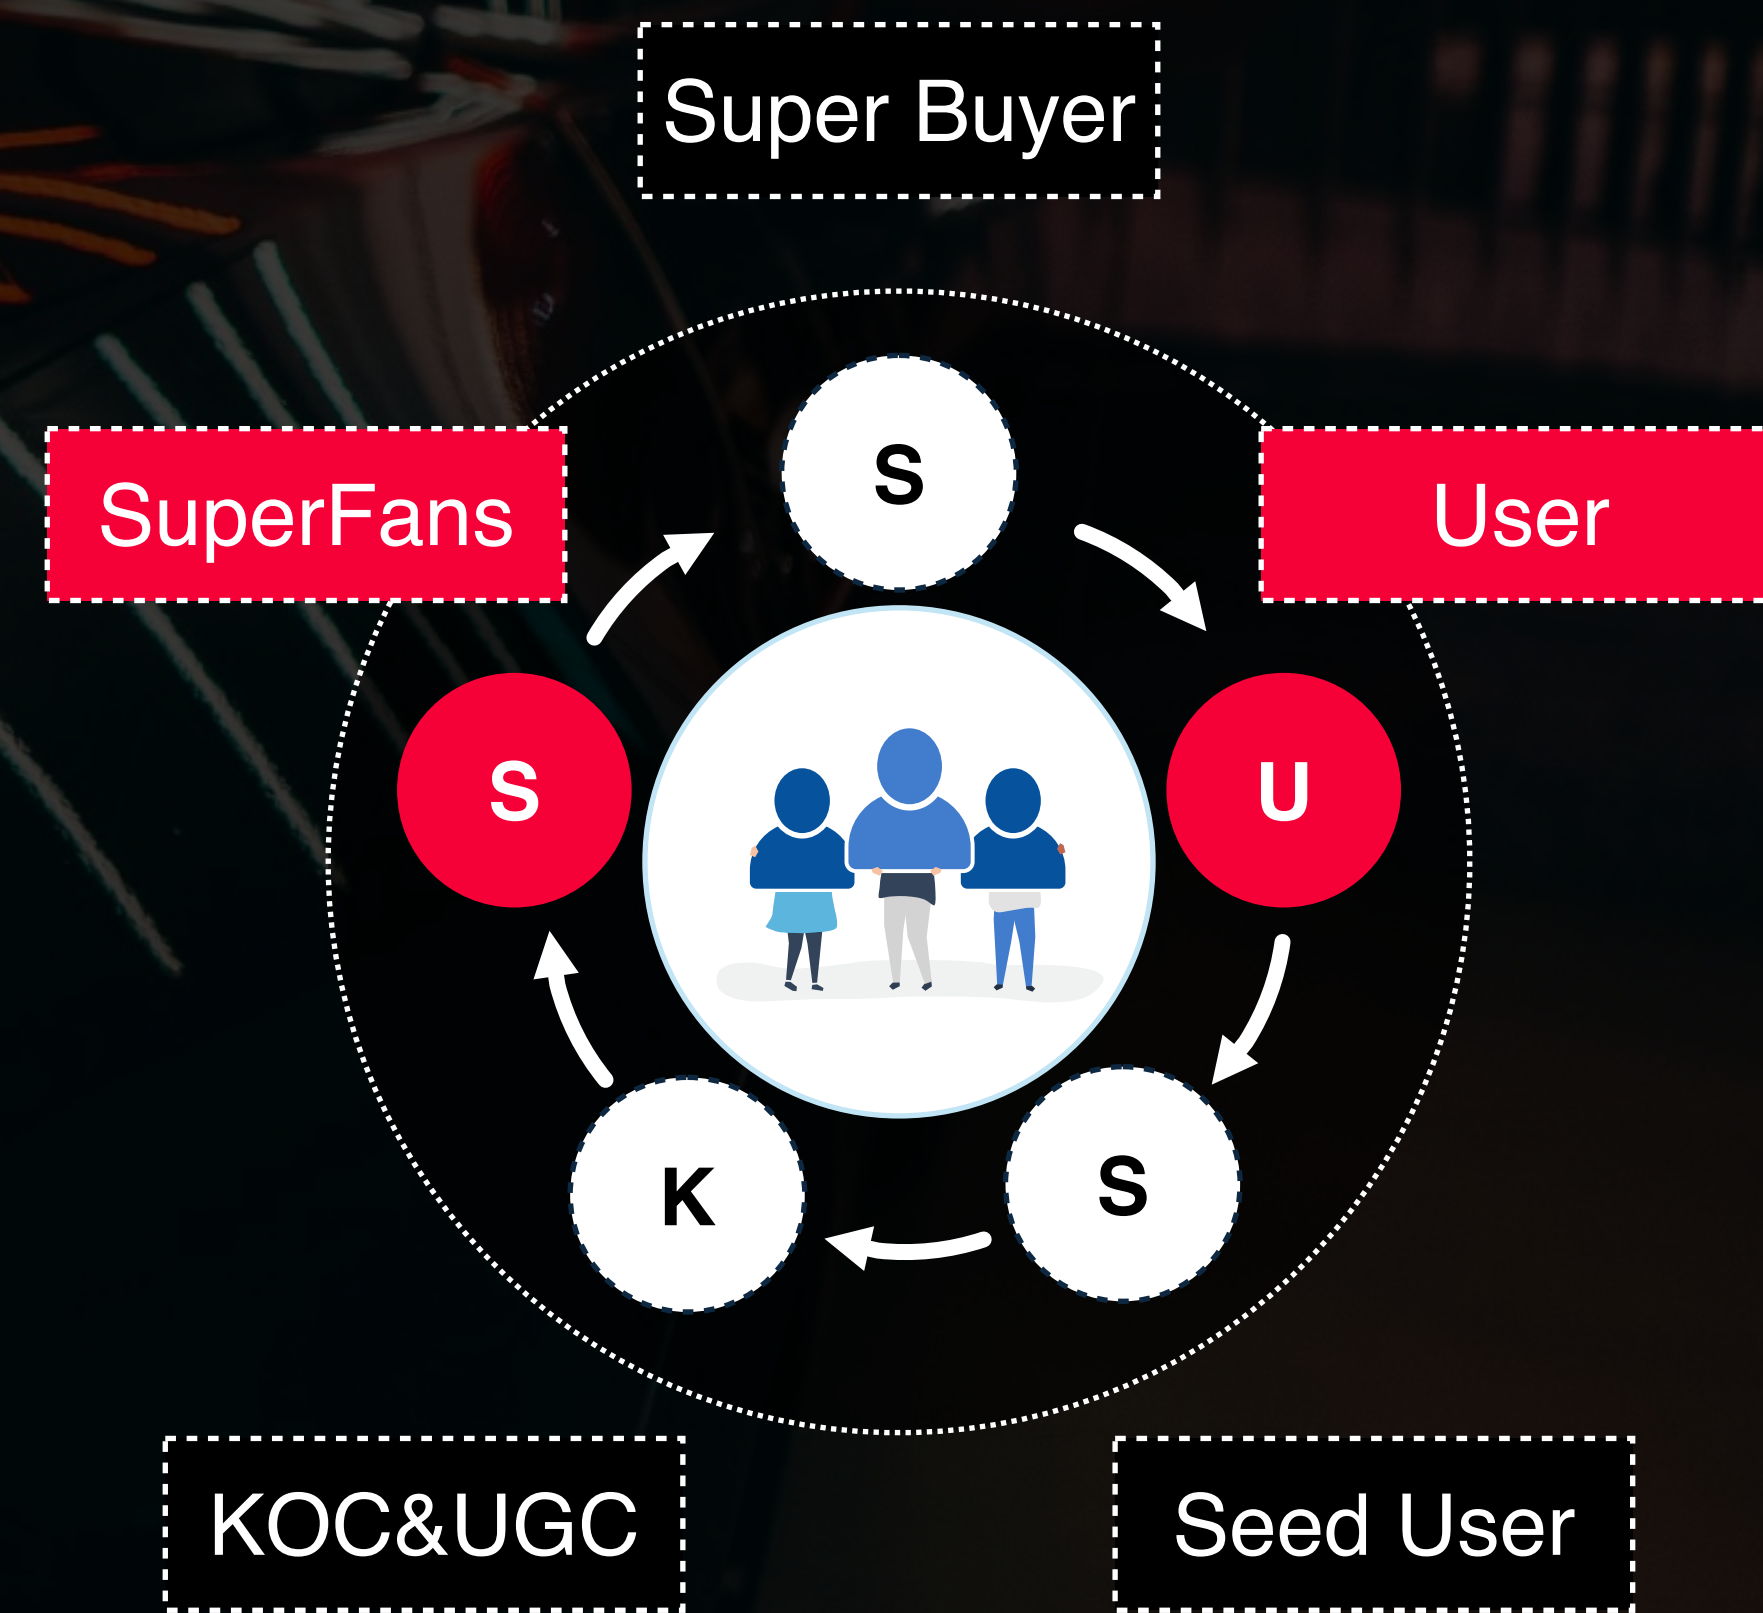 Super Buyer
SuperFans
S
User
S
U
K
S
KOC&UGC
Seed User